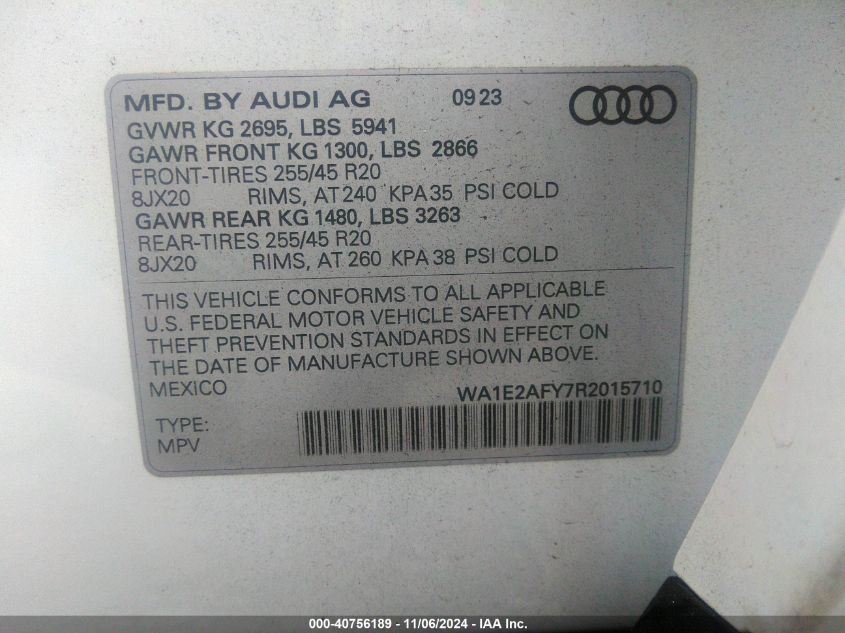 MFD. BY AUDI AG 09 23
GVWR KG 2695, LBS 5941
GAWR FRONT KG 1300, LBS 2866
FRONT-TIRES 255/45 R20
8JX20 RIMS, AT 240 KPA 35 PSI COLD
GAWR REAR KG 1480, LBS 3263
REAR-TIRES 255/45 R20
8JX20 RIMS, AT 260 KPA 38 PSI COLD
THIS VEHICLE CONFORMS TO ALL APPLICABLE
U.S. FEDERAL MOTOR VEHICLE SAFETY AND
THEFT PREVENTION STANDARDS IN EFFECT ON
THE DATE OF MANUFACTURE SHOWN ABOVE.
MEXICO WA1E2AFY7R2015710
TYPE:
MPV
000-40756189 - 11/06/2024 - IAA Inc.